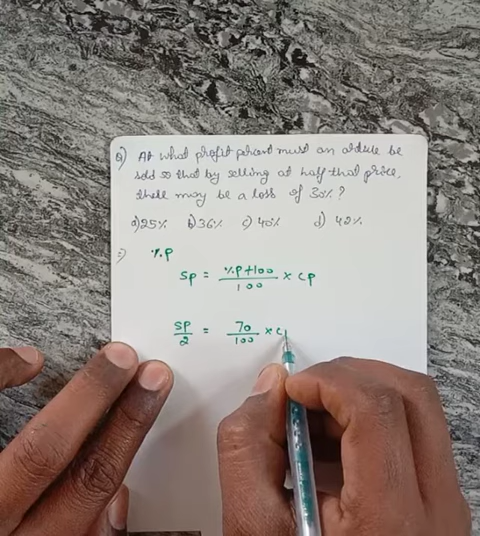 Q) At what profit percent must an article be
sold so that by selling at half that price,
there may be a loss of 30%?
a) 25% b) 36% c) 40% d) 42%
:) %P
SP = %P+100 / 100 × CP
SP / 2 = 70 / 100 × C